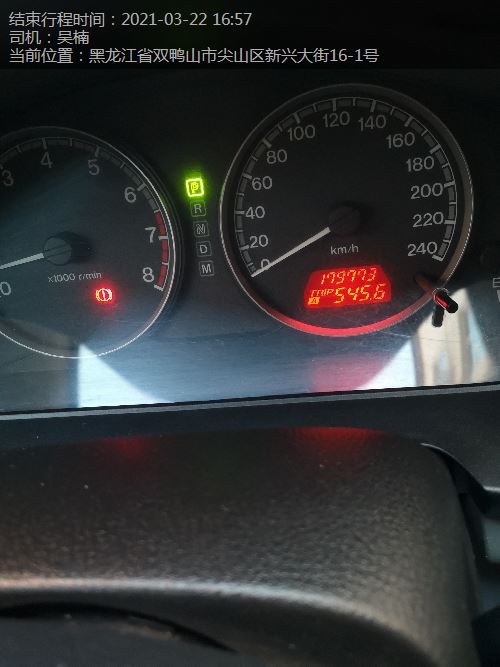 结束行程时间：2021-03-22 16:57
司机：吴楠
当前位置：黑龙江省双鸭山市尖山区新兴大街16-1号
0
3
4
5
6
7
8
x1000 r/min
P
R
N
D
M
0
20
40
60
80
100
120
140
160
180
200
220
240
km/h
179773
TRIP A 545.6
E